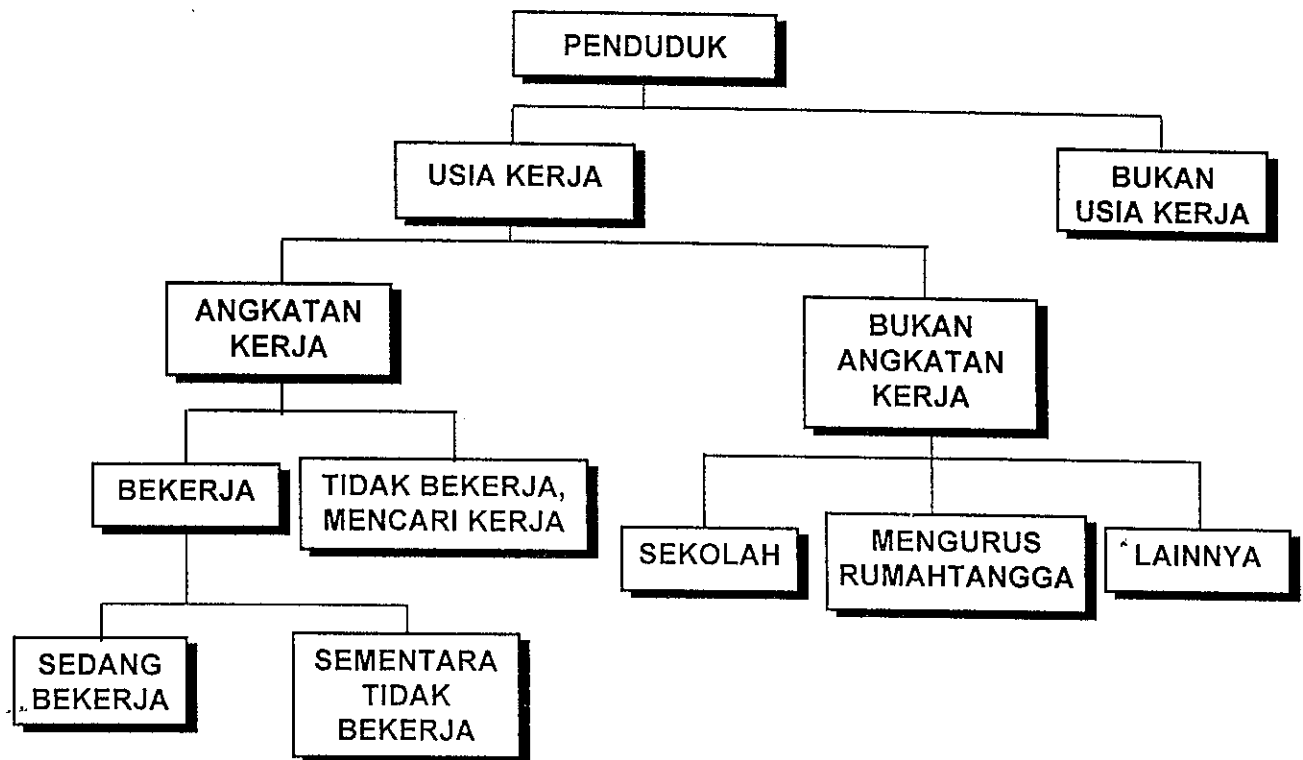 PENDUDUK
USIA KERJA
BUKAN
USIA KERJA
ANGKATAN
KERJA
BUKAN
ANGKATAN
KERJA
BEKERJA
TIDAK BEKERJA,
MENCARI KERJA
SEKOLAH
MENGURUS
RUMAHTANGGA
LAINNYA
SEDANG
BEKERJA
SEMENTARA
TIDAK
BEKERJA